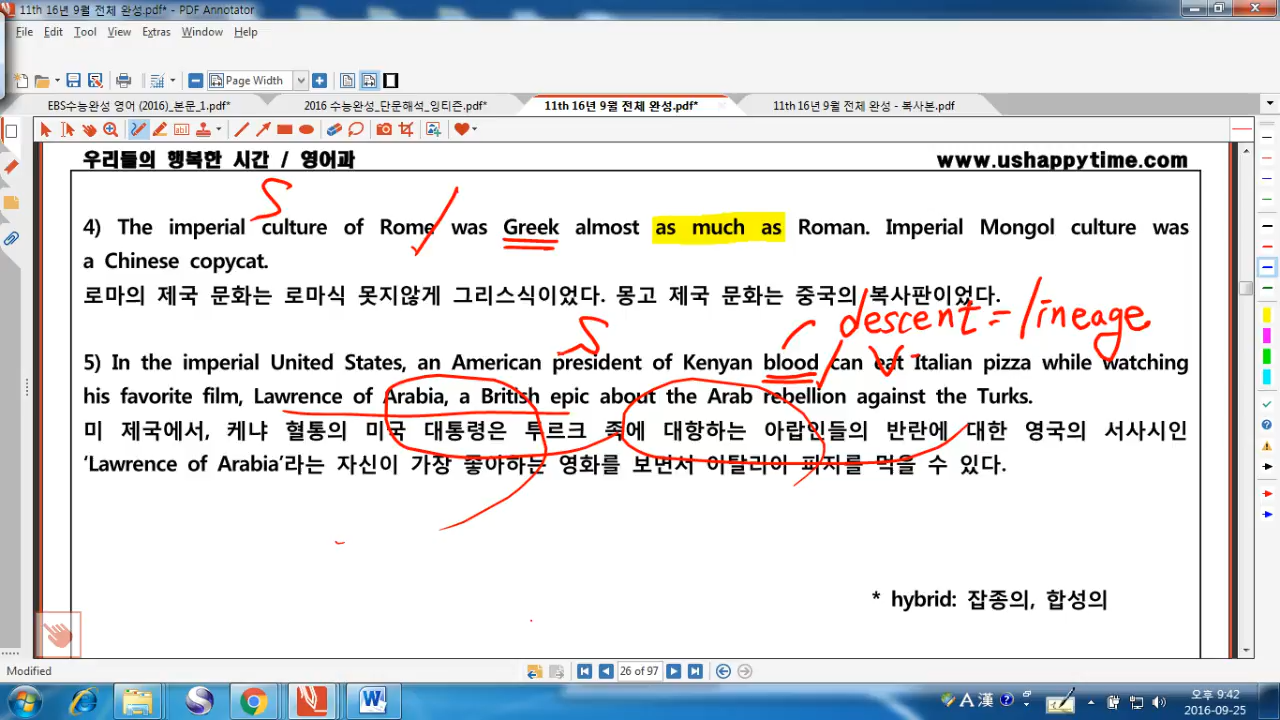 11th 16년 9월 전체 완성.pdf* - PDF Annotator
File Edit Tool View Extras Window Help
Page Width
EBS수능완성 영어 (2016)_본문_1.pdf* 2016 수능완성_단문해석_잉티즌.pdf* 11th 16년 9월 전체 완성.pdf* 11th 16년 9월 전체 완성 - 복사본.pdf
우리들의 행복한 시간 / 영어과 www.ushappytime.com
S
4) The imperial culture of Rome was Greek almost as much as Roman. Imperial Mongol culture was
a Chinese copycat.
로마의 제국 문화는 로마식 못지않게 그리스식이었다. 몽고 제국 문화는 중국의 복사판이었다.
S descent = lineage
V
5) In the imperial United States, an American president of Kenyan blood can eat Italian pizza while watching
his favorite film, Lawrence of Arabia, a British epic about the Arab rebellion against the Turks.
미 제국에서, 케냐 혈통의 미국 대통령은 투르크 족에 대항하는 아랍인들의 반란에 대한 영국의 서사시인
‘Lawrence of Arabia’라는 자신이 가장 좋아하는 영화를 보면서 이탈리아 피자를 먹을 수 있다.
* hybrid: 잡종의, 합성의
Modified 26 of 97
A 漢 오후 9:42
2016-09-25